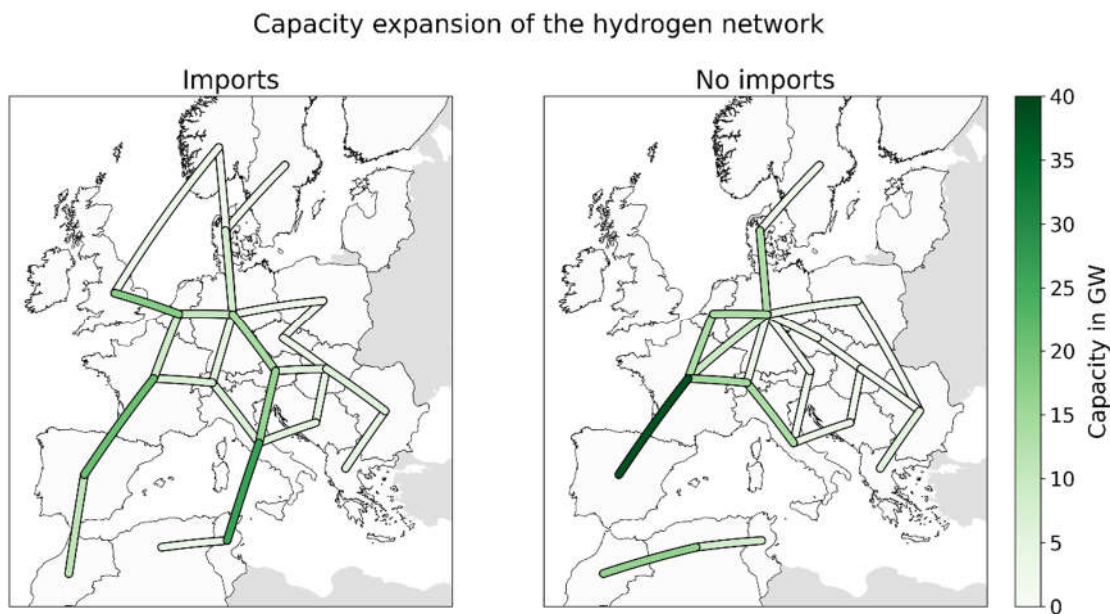 Capacity expansion of the hydrogen network
Imports
No imports
40
35
30
25
20
15
10
5
0
Capacity in GW